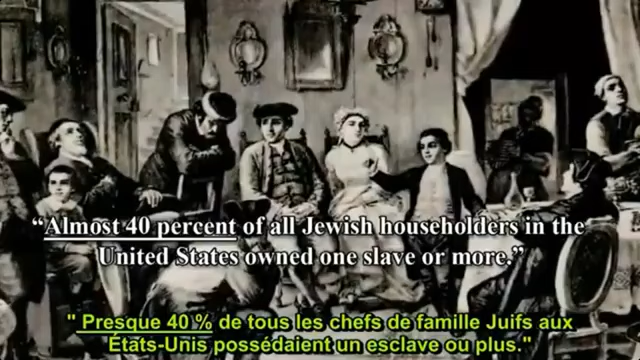 “Almost 40 percent of all Jewish householders in the
United States owned one slave or more.”
" Presque 40 % de tous les chefs de famille Juifs aux
États-Unis possédaient un esclave ou plus."